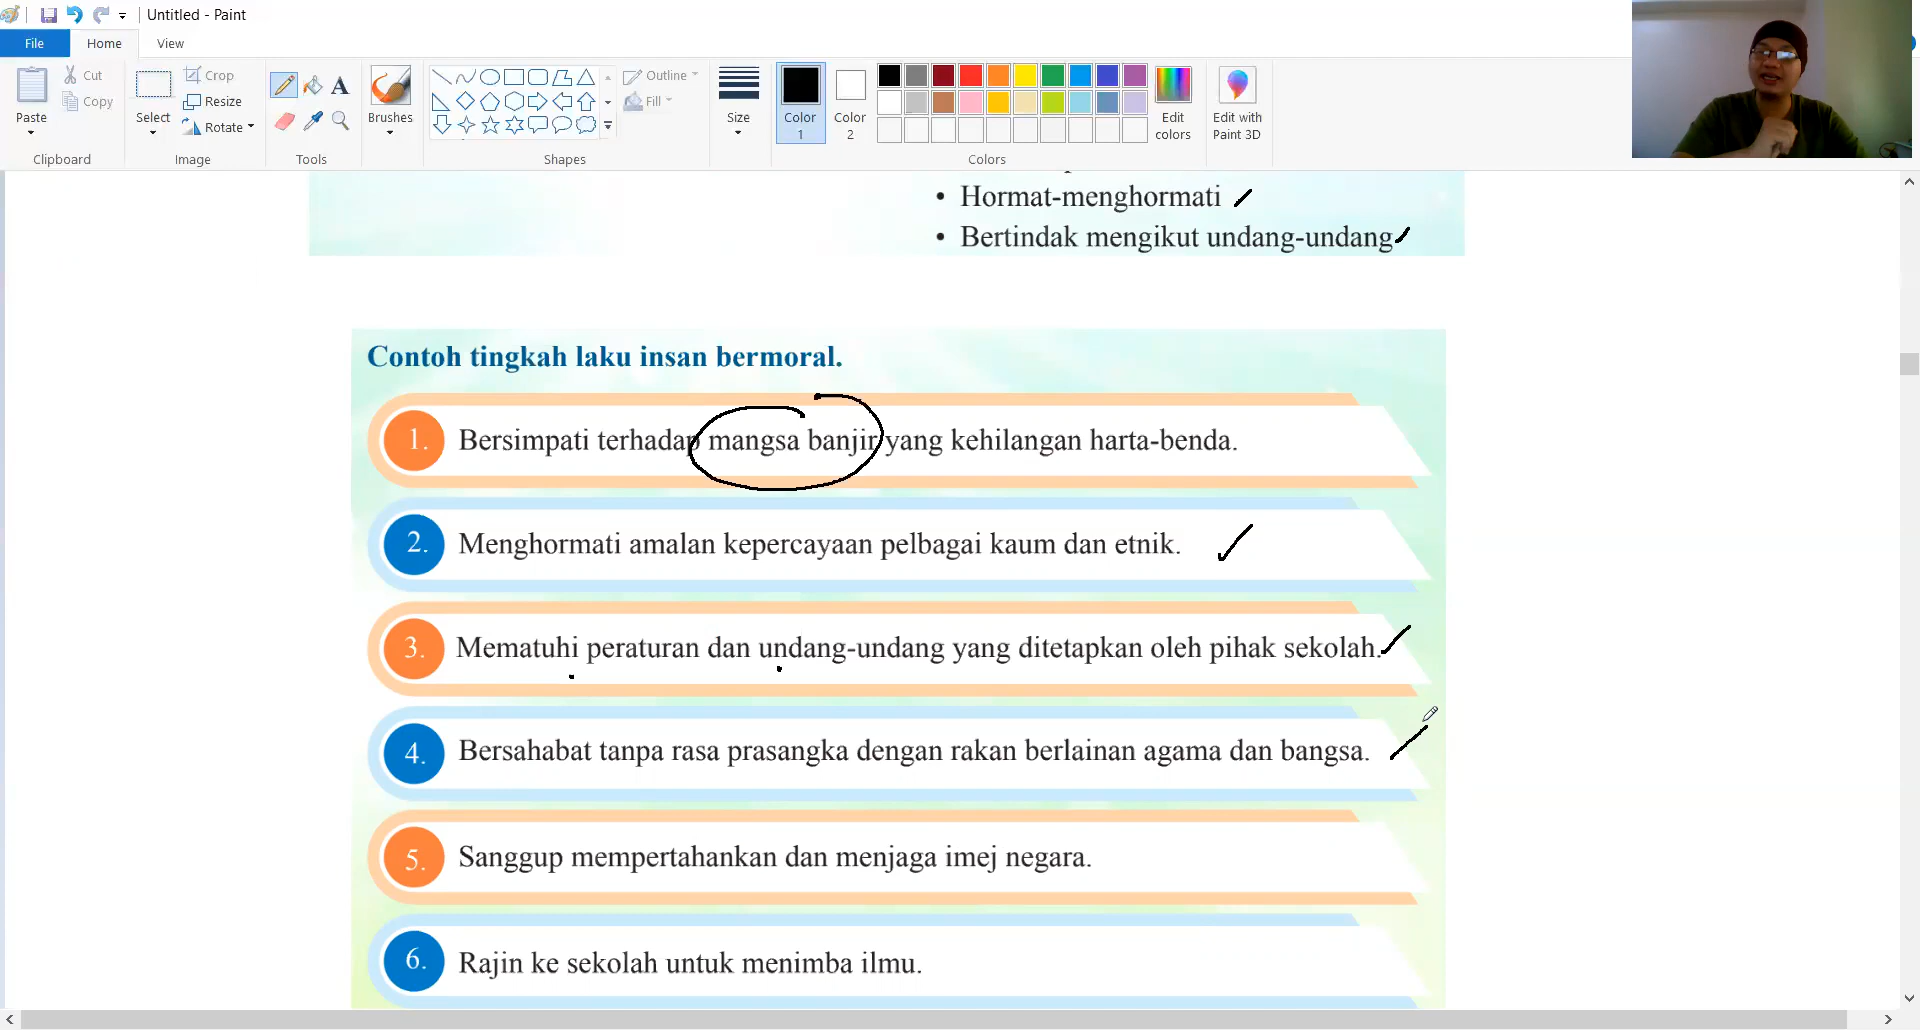 Untitled - Paint
File
Home
View
Paste
Cut
Copy
Clipboard
Select
Crop
Resize
Rotate
Image
Tools
Brushes
Shapes
Outline
Fill
Size
Color 1
Color 2
Colors
Edit colors
Edit with Paint 3D
• Hormat-menghormati
• Bertindak mengikut undang-undang
Contoh tingkah laku insan bermoral.
1. Bersimpati terhadap mangsa banjir yang kehilangan harta-benda.
2. Menghormati amalan kepercayaan pelbagai kaum dan etnik.
3. Mematuhi peraturan dan undang-undang yang ditetapkan oleh pihak sekolah.
4. Bersahabat tanpa rasa prasangka dengan rakan berlainan agama dan bangsa.
5. Sanggup mempertahankan dan menjaga imej negara.
6. Rajin ke sekolah untuk menimba ilmu.